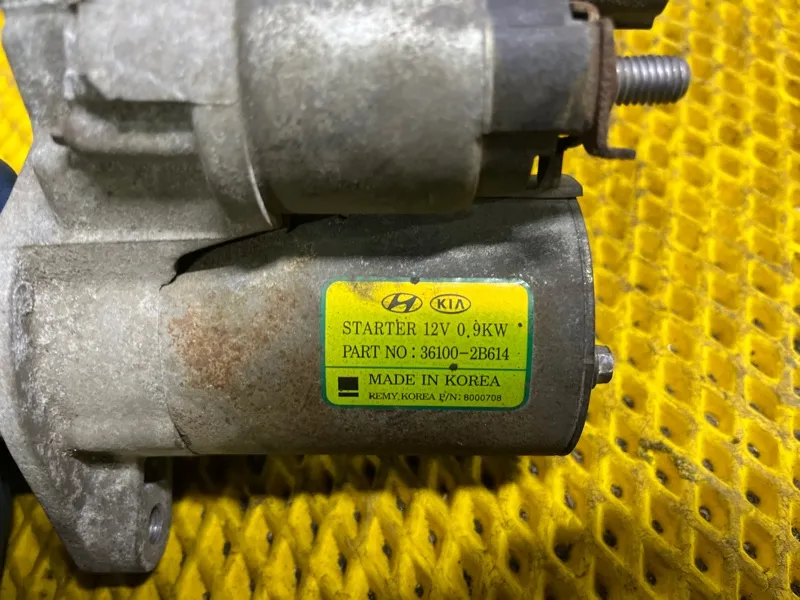 KIA
STARTER 12V 0.9KW
PART NO : 36100-2B614
MADE IN KOREA
REMY KOREA P/N: 8000708